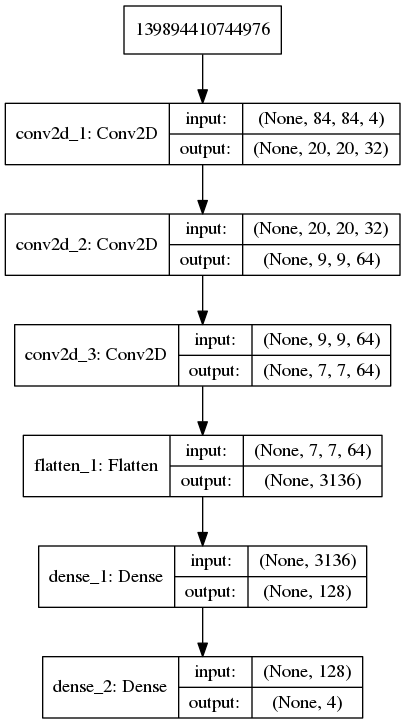 139894410744976
conv2d_1: Conv2D
input: (None, 84, 84, 4)
output: (None, 20, 20, 32)
conv2d_2: Conv2D
input: (None, 20, 20, 32)
output: (None, 9, 9, 64)
conv2d_3: Conv2D
input: (None, 9, 9, 64)
output: (None, 7, 7, 64)
flatten_1: Flatten
input: (None, 7, 7, 64)
output: (None, 3136)
dense_1: Dense
input: (None, 3136)
output: (None, 128)
dense_2: Dense
input: (None, 128)
output: (None, 4)